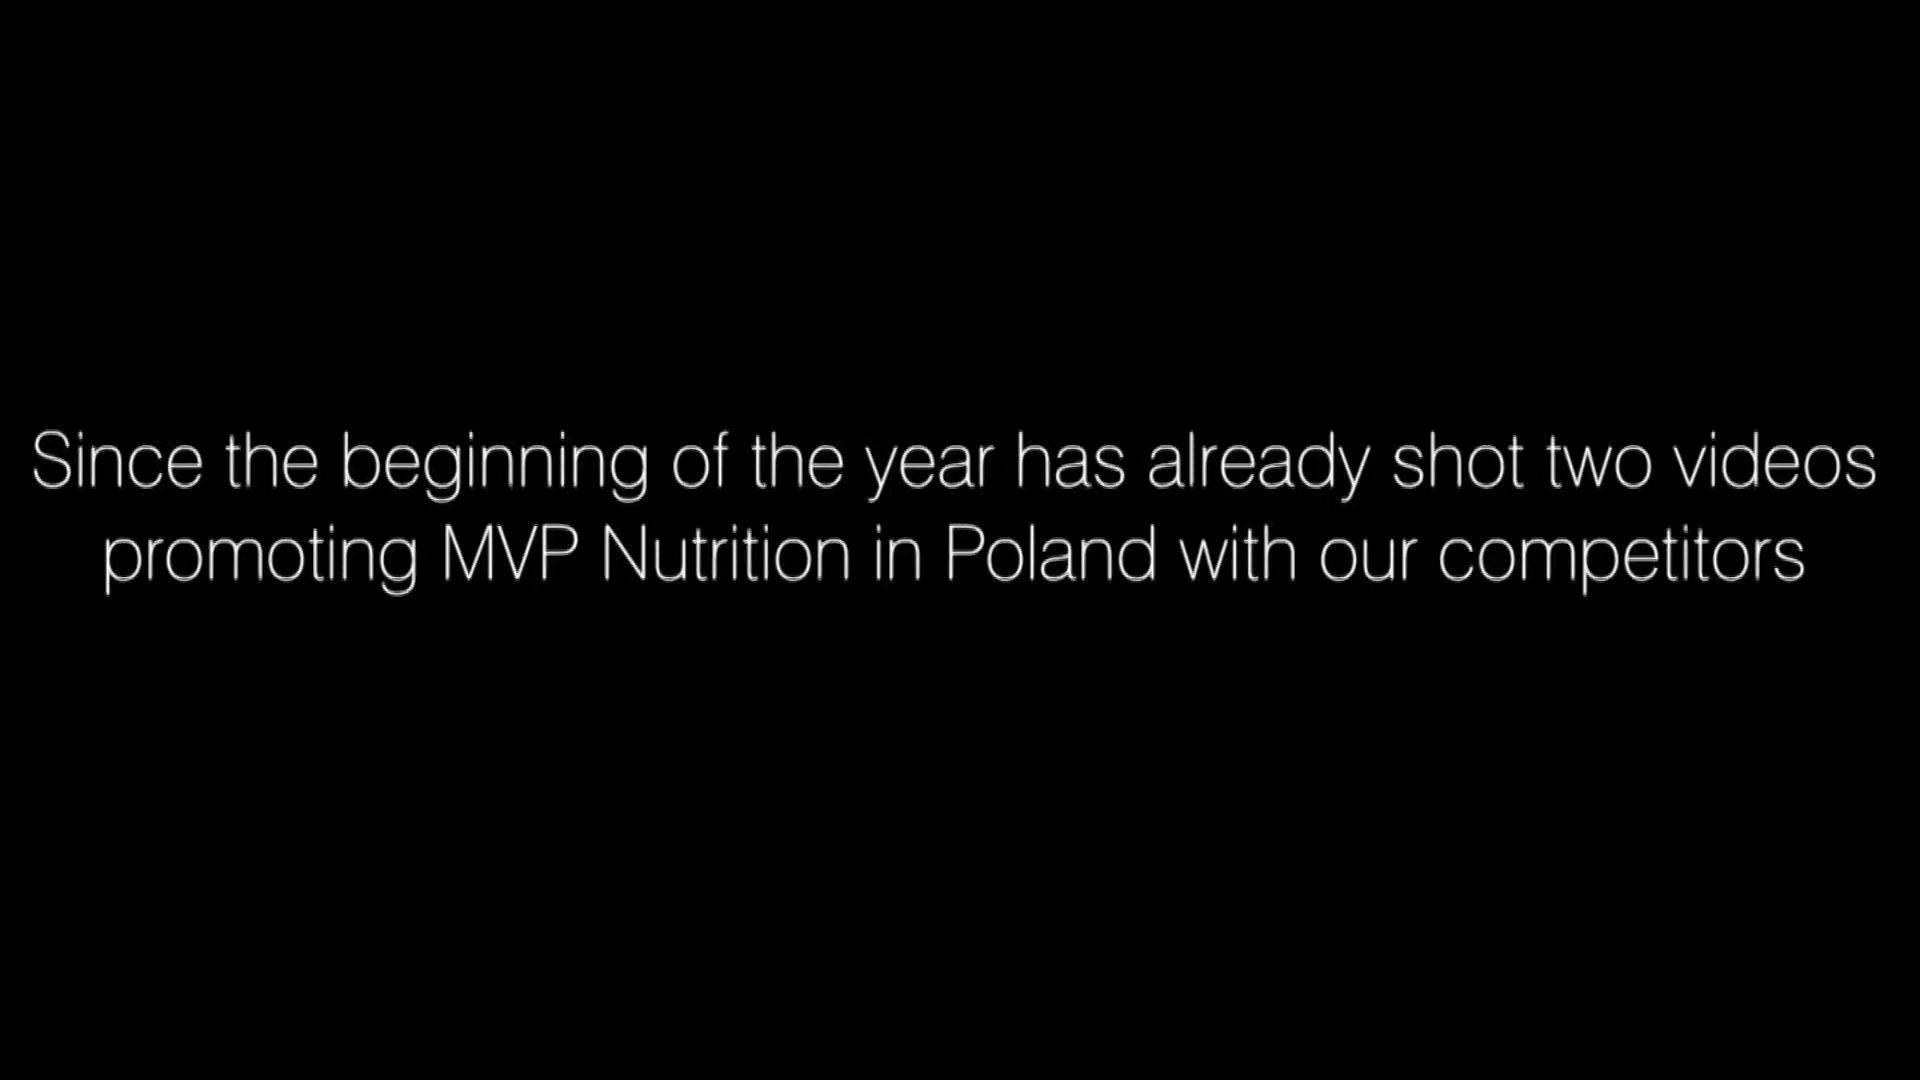 Since the beginning of the year has already shot two videos
promoting MVP Nutrition in Poland with our competitors